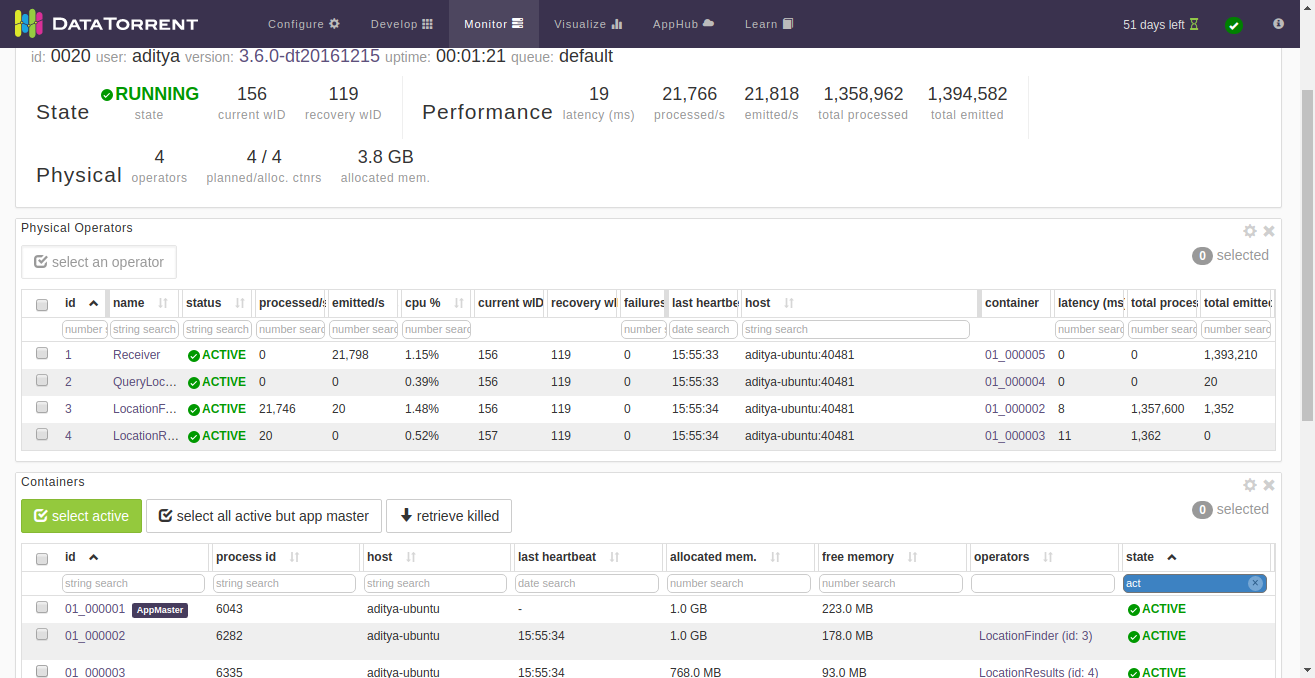 DATATORRENT Configure Develop Monitor Visualize AppHub Learn 51 days left
id: 0020 user: aditya version: 3.6.0-dt20161215 uptime: 00:01:21 queue: default
State RUNNING 156 119 Performance 19 21,766 21,818 1,358,962 1,394,582
state current wID recovery wID latency (ms) processed/s emitted/s total processed total emitted
Physical 4 4 / 4 3.8 GB
operators planned/alloc. ctnrs allocated mem.
Physical Operators
select an operator 0 selected
id name status processed/s emitted/s cpu % current wID recovery wI failures last heartbe host container latency (ms total proces total emitted
number s string search string search number searc number searc number searc number s date search string search number searc number searc number searc
1 Receiver ACTIVE 0 21,798 1.15% 156 119 0 15:55:33 aditya-ubuntu:40481 01_000005 0 0 1,393,210
2 QueryLoc... ACTIVE 0 0 0.39% 156 119 0 15:55:33 aditya-ubuntu:40481 01_000004 0 0 20
3 LocationF... ACTIVE 21,746 20 1.48% 156 119 0 15:55:34 aditya-ubuntu:40481 01_000002 8 1,357,600 1,352
4 LocationR... ACTIVE 20 0 0.52% 157 119 0 15:55:34 aditya-ubuntu:40481 01_000003 11 1,362 0
Containers
select active select all active but app master retrieve killed 0 selected
id process id host last heartbeat allocated mem. free memory operators state
string search string search string search date search number search number search act
01_000001 AppMaster 6043 aditya-ubuntu - 1.0 GB 223.0 MB ACTIVE
01_000002 6282 aditya-ubuntu 15:55:34 1.0 GB 178.0 MB LocationFinder (id: 3) ACTIVE
01_000003 6335 aditya-ubuntu 15:55:34 768.0 MB 93.0 MB LocationResults (id: 4) ACTIVE